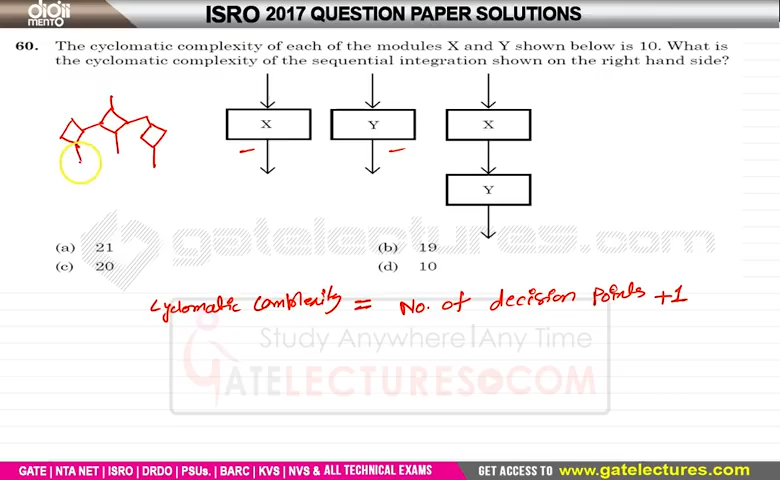 digii
MENTO
ISRO 2017 QUESTION PAPER SOLUTIONS
60. The cyclomatic complexity of each of the modules X and Y shown below is 10. What is
the cyclomatic complexity of the sequential integration shown on the right hand side?
X Y X
Y
gatelectures.com
(a) 21 (b) 19
(c) 20 (d) 10
Cyclomatic Complexity = No. of decision Points +1
Study Anywhere|Any Time
GATELECTURES.COM
GATE | NTA NET | ISRO | DRDO | PSUs. | BARC | KVS | NVS & ALL TECHNICAL EXAMS GET ACCESS TO www.gatelectures.com